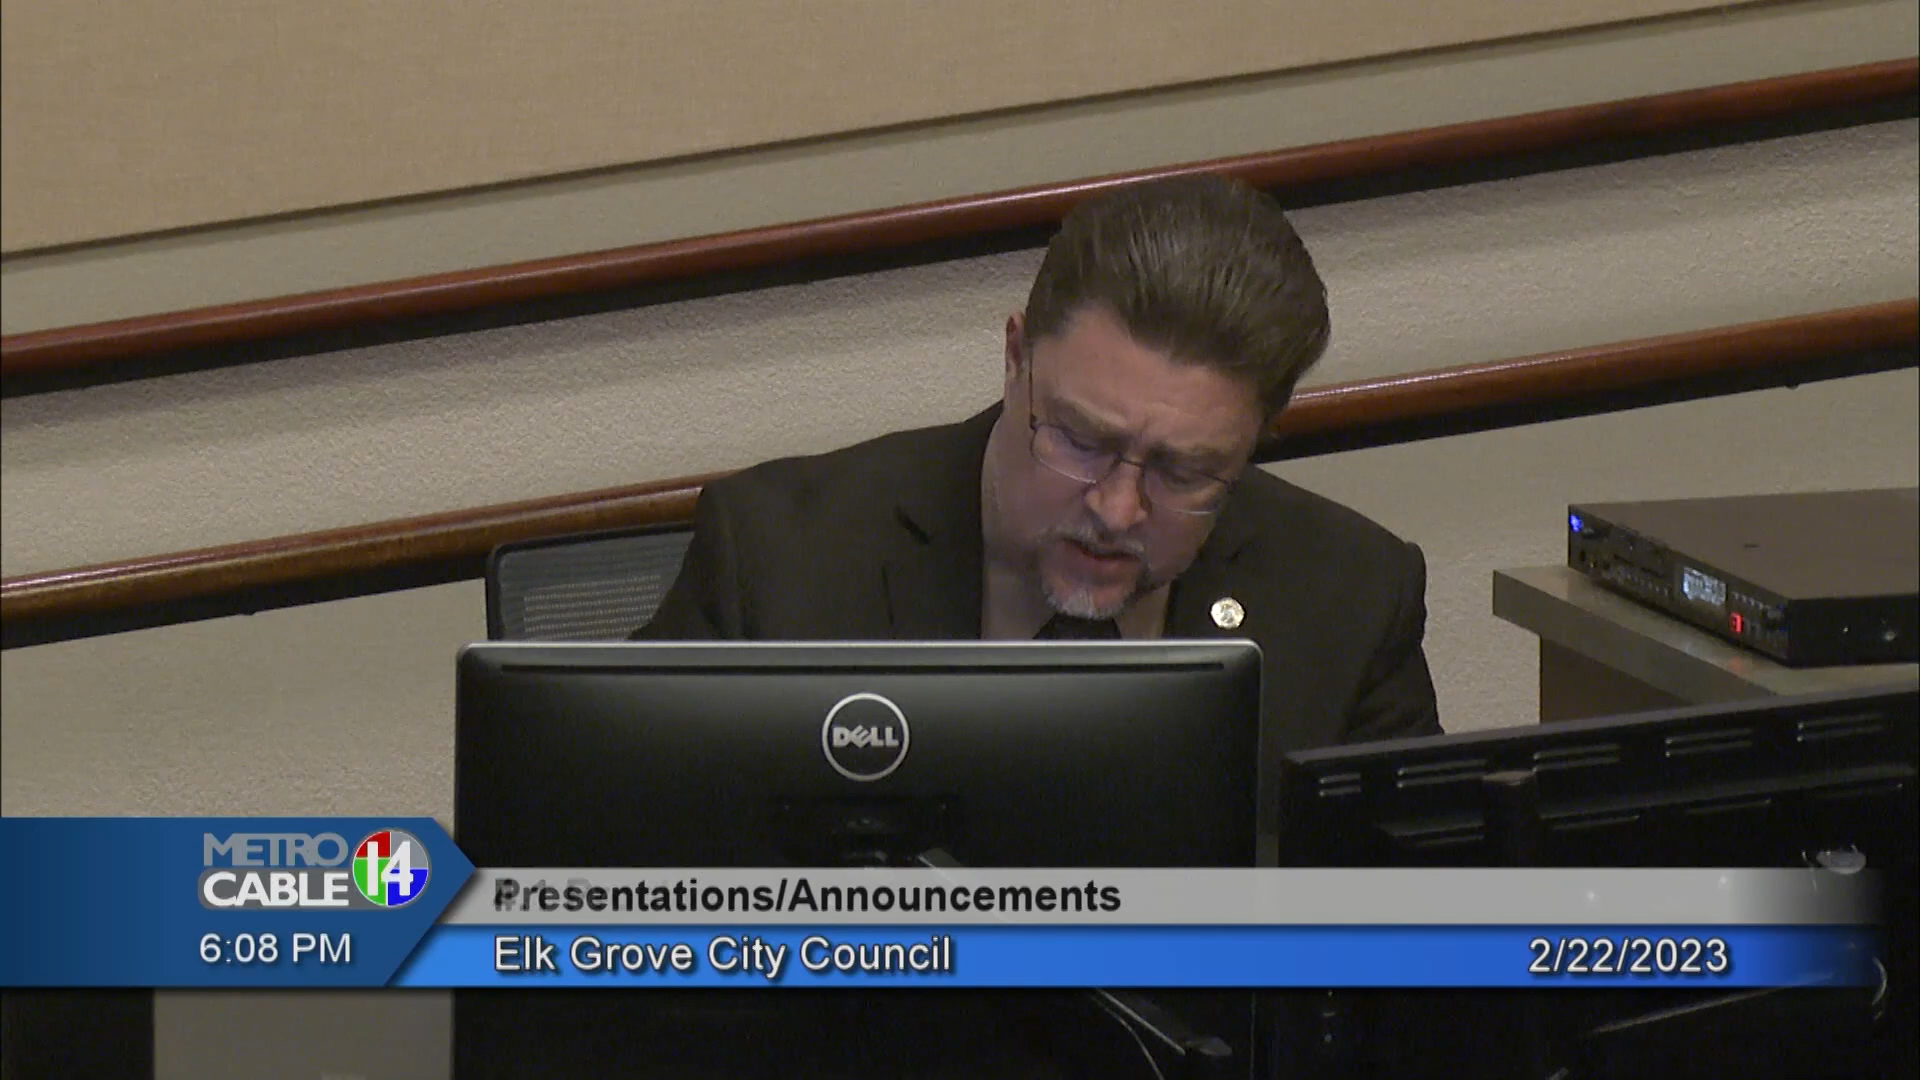 DELL
METRO
CABLE 14
Presentations/Announcements
6:08 PM
Elk Grove City Council
2/22/2023